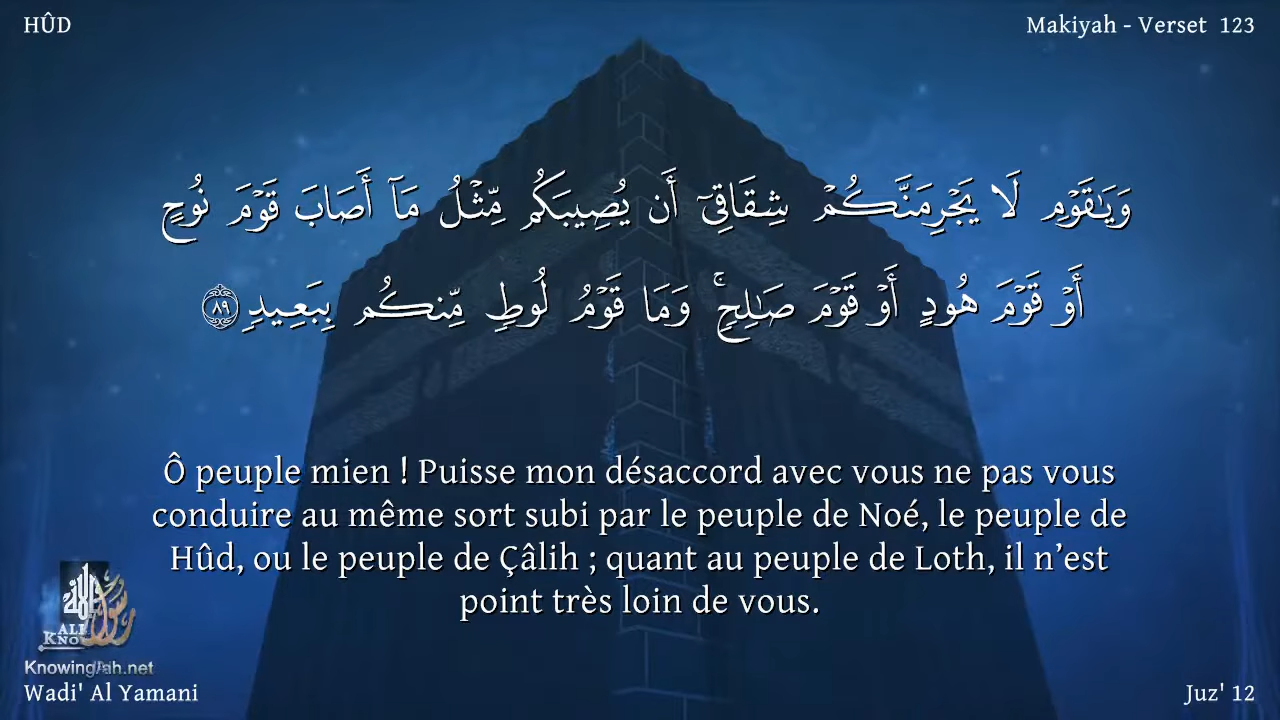 HÛD
Makiyah - Verset 123
وَيَـٰقَوْمِ لَا يَجْرِمَنَّكُمْ شِقَاقِىٓ أَن يُصِيبَكُم مِّثْلُ مَآ أَصَابَ قَوْمَ نُوحٍ
أَوْ قَوْمَ هُودٍ أَوْ قَوْمَ صَـٰلِحٍ ۚ وَمَا قَوْمُ لُوطٍ مِّنكُم بِبَعِيدٍ ٨٩
Ô peuple mien ! Puisse mon désaccord avec vous ne pas vous
conduire au même sort subi par le peuple de Noé, le peuple de
Hûd, ou le peuple de Çâlih ; quant au peuple de Loth, il n’est
point très loin de vous.
Wadi' Al Yamani
Juz' 12